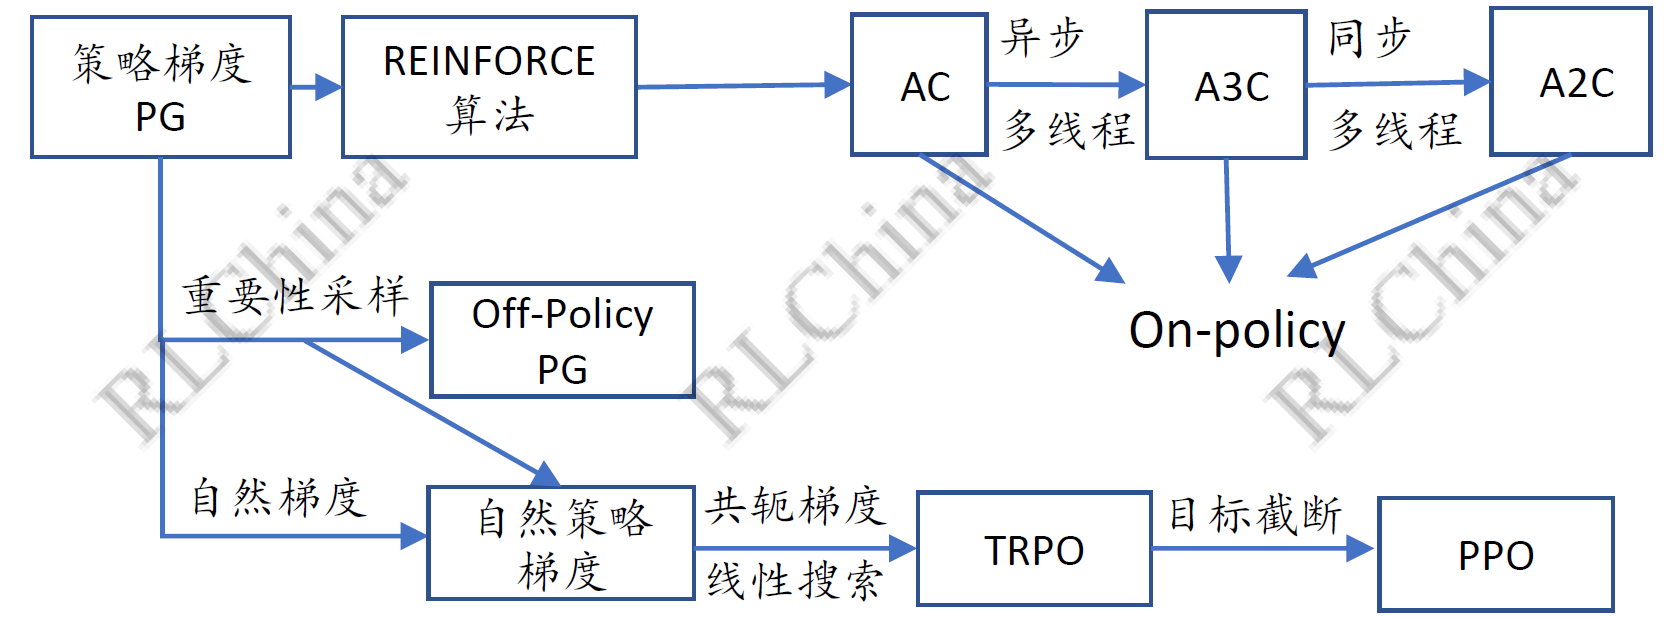 策略梯度
PG
REINFORCE
算法
AC
异步
多线程
A3C
同步
多线程
A2C
On-policy
重要性采样
Off-Policy
PG
自然梯度
自然策略
梯度
共轭梯度
线性搜索
TRPO
目标截断
PPO
RLChina
RLChina
RLChina